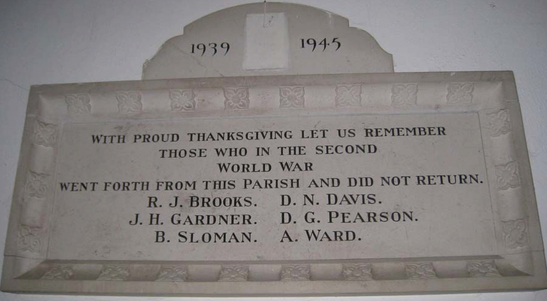 1939 1945
WITH PROUD THANKSGIVING LET US REMEMBER
THOSE WHO IN THE SECOND
WORLD WAR
WENT FORTH FROM THIS PARISH AND DID NOT RETURN.
R. J. BROOKS. D. N. DAVIS.
J. H. GARDNER. D. G. PEARSON.
B. SLOMAN. A. WARD.